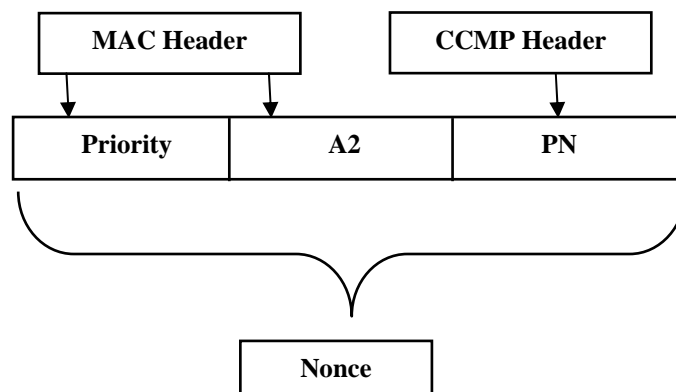 MAC Header
CCMP Header
Priority
A2
PN
Nonce